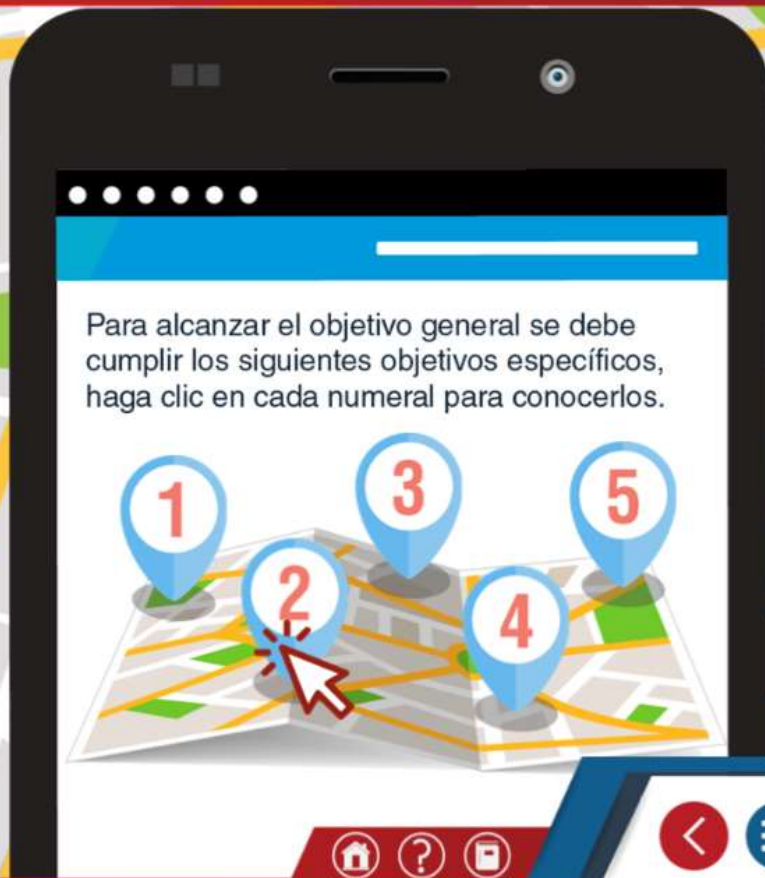 Para alcanzar el objetivo general se debe
cumplir los siguientes objetivos específicos,
haga clic en cada numeral para conocerlos.
1
3
5
2
4
?